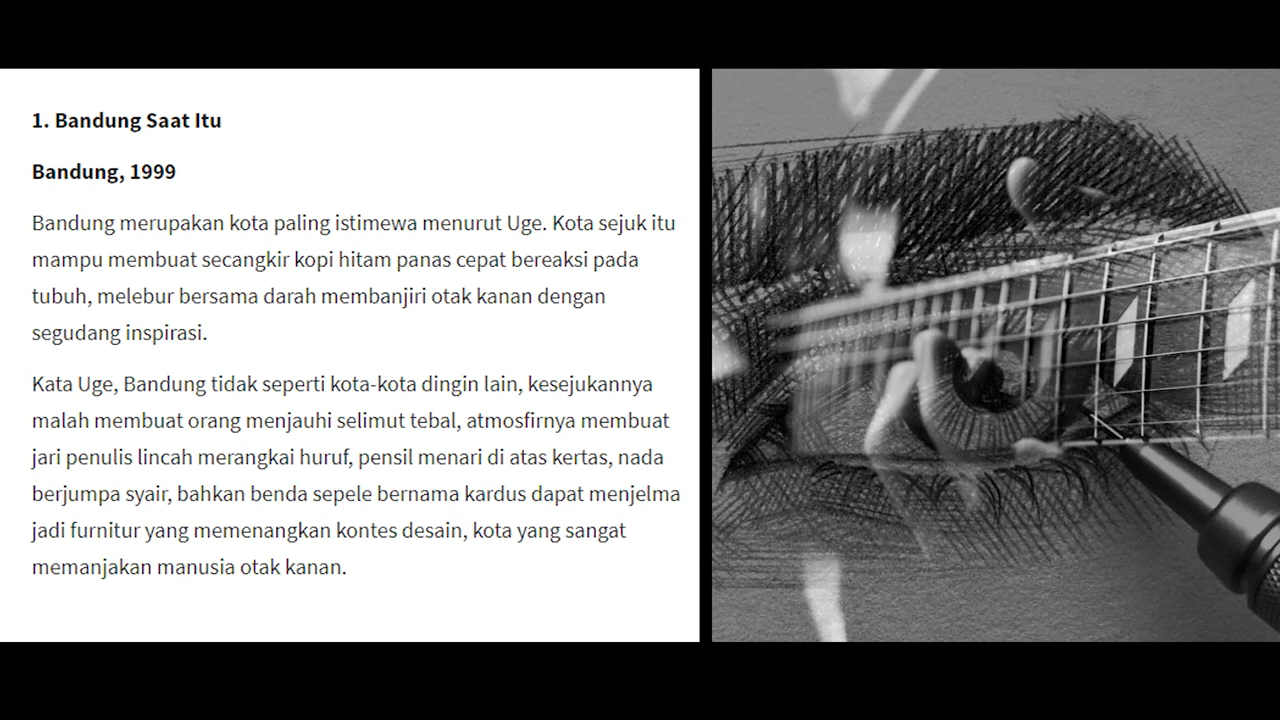 1. Bandung Saat Itu
Bandung, 1999
Bandung merupakan kota paling istimewa menurut Uge. Kota sejuk itu
mampu membuat secangkir kopi hitam panas cepat bereaksi pada
tubuh, melebur bersama darah membanjiri otak kanan dengan
segudang inspirasi.
Kata Uge, Bandung tidak seperti kota-kota dingin lain, kesejukannya
malah membuat orang menjauhi selimut tebal, atmosfirnya membuat
jari penulis lincah merangkai huruf, pensil menari di atas kertas, nada
berjumpa syair, bahkan benda sepele bernama kardus dapat menjelma
jadi furnitur yang memenangkan kontes desain, kota yang sangat
memanjakan manusia otak kanan.